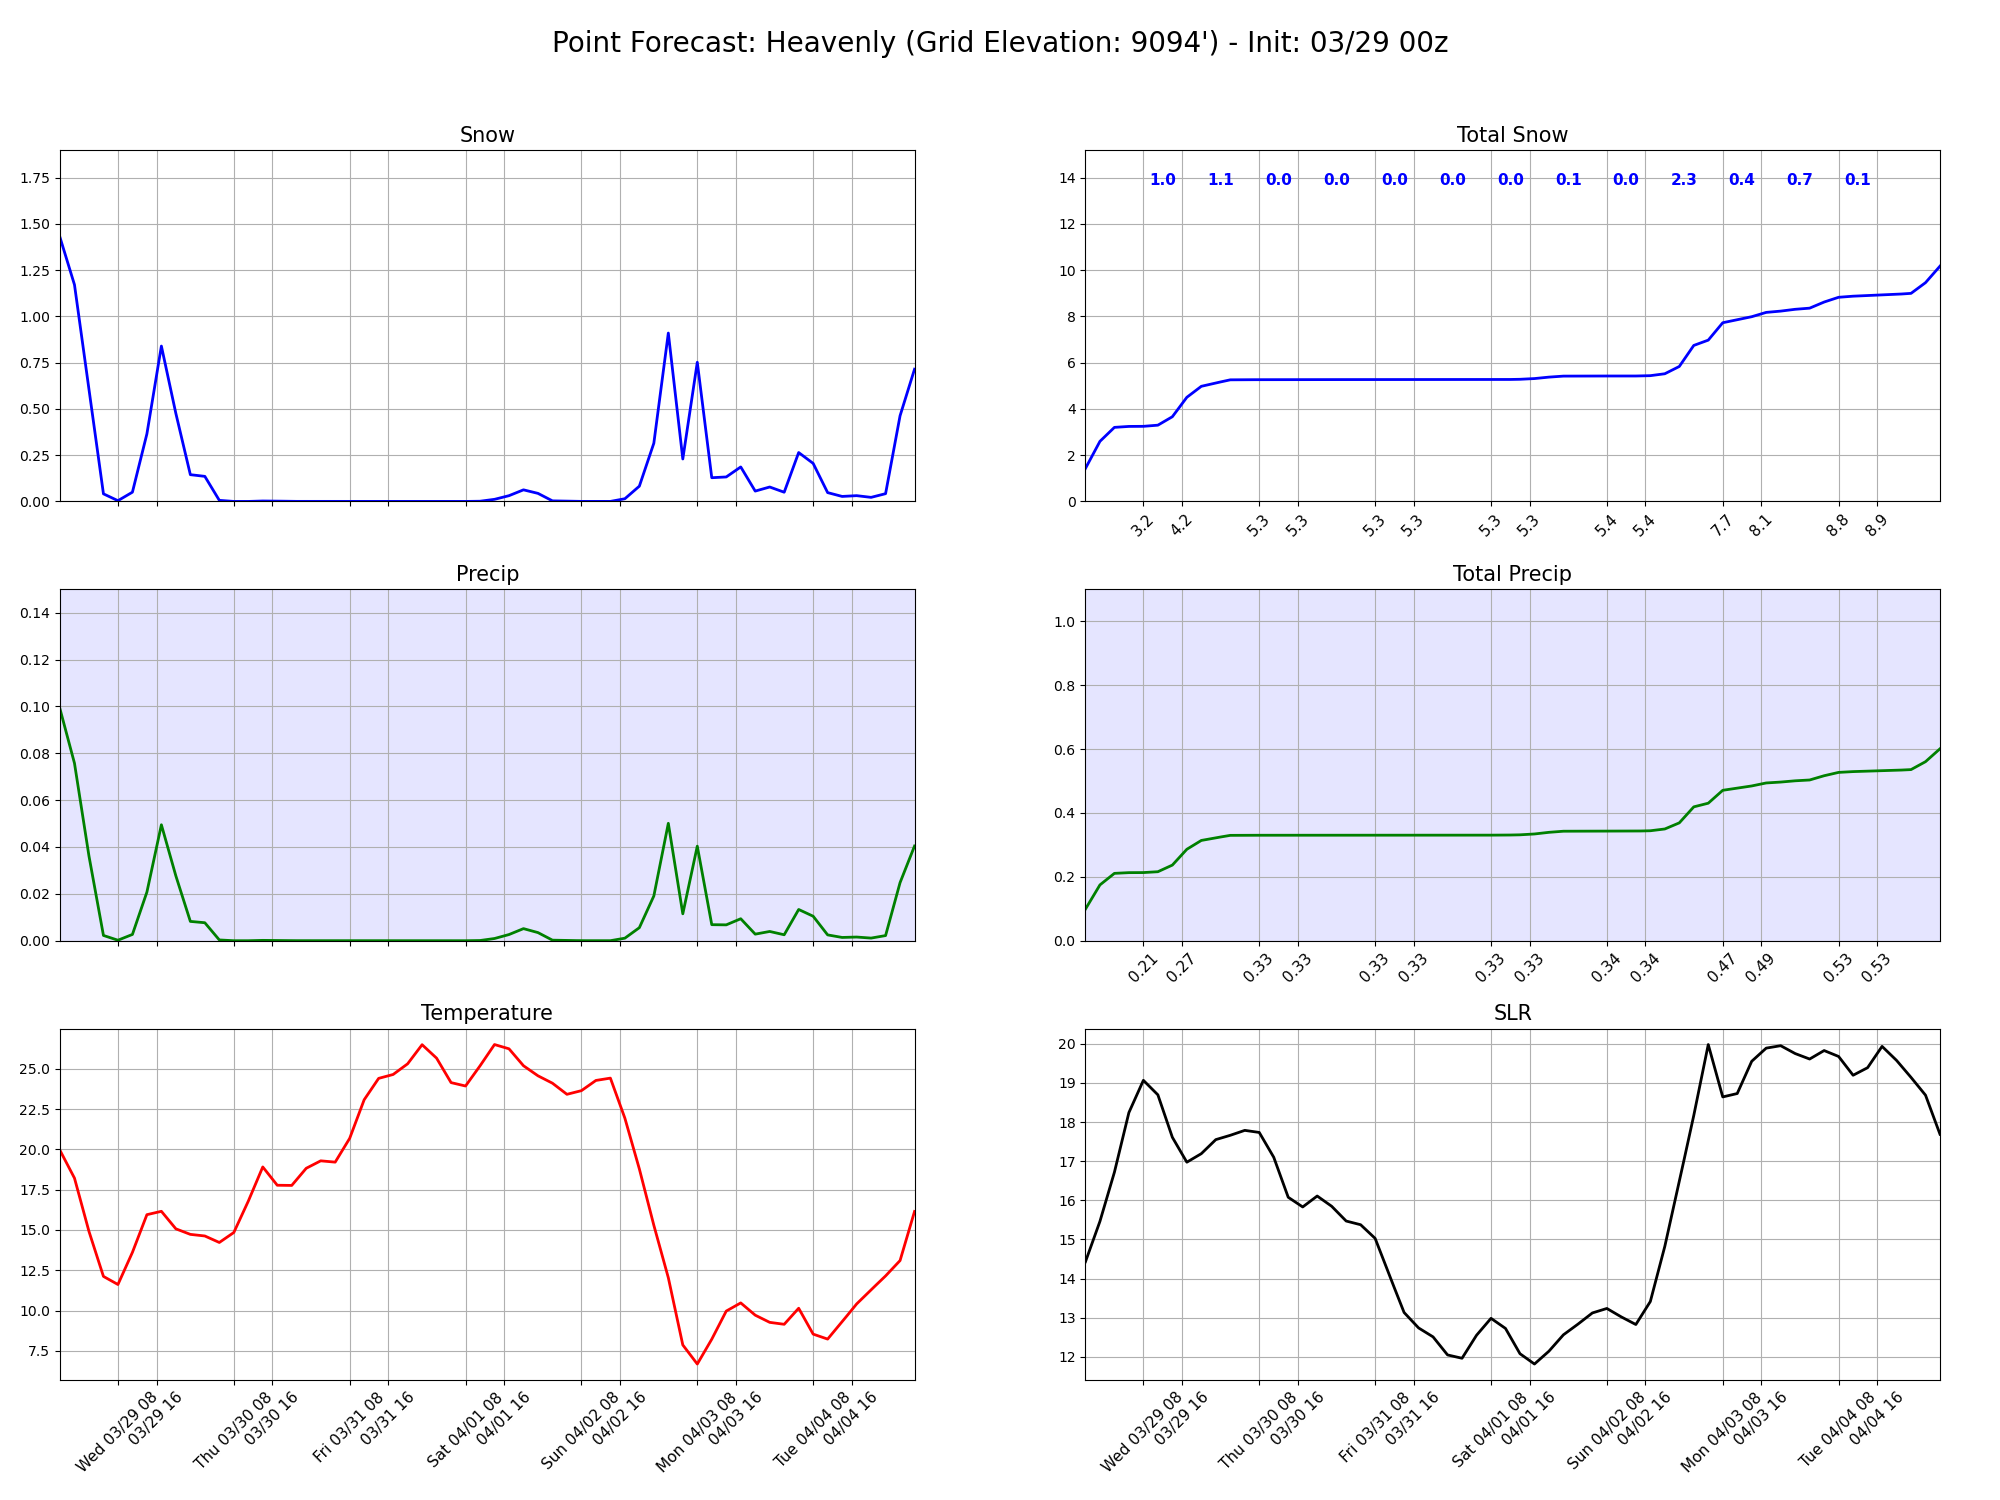 Point Forecast: Heavenly (Grid Elevation: 9094') - Init: 03/29 00z
Snow
1.75
1.50
1.25
1.00
0.75
0.50
0.25
0.00
Total Snow
14
12
10
8
6
4
2
0
1.0 1.1 0.0 0.0 0.0 0.0 0.0 0.1 0.0 2.3 0.4 0.7 0.1
3.2 4.2 5.3 5.3 5.3 5.3 5.3 5.3 5.4 5.4 7.7 8.1 8.8 8.9
Precip
0.14
0.12
0.10
0.08
0.06
0.04
0.02
0.00
Total Precip
1.0
0.8
0.6
0.4
0.2
0.0
0.21 0.27 0.33 0.33 0.33 0.33 0.33 0.33 0.34 0.34 0.47 0.49 0.53 0.53
Temperature
25.0
22.5
20.0
17.5
15.0
12.5
10.0
7.5
Wed 03/29 08
03/29 16
Thu 03/30 08
03/30 16
Fri 03/31 08
03/31 16
Sat 04/01 08
04/01 16
Sun 04/02 08
04/02 16
Mon 04/03 08
04/03 16
Tue 04/04 08
04/04 16
SLR
20
19
18
17
16
15
14
13
12
Wed 03/29 08
03/29 16
Thu 03/30 08
03/30 16
Fri 03/31 08
03/31 16
Sat 04/01 08
04/01 16
Sun 04/02 08
04/02 16
Mon 04/03 08
04/03 16
Tue 04/04 08
04/04 16